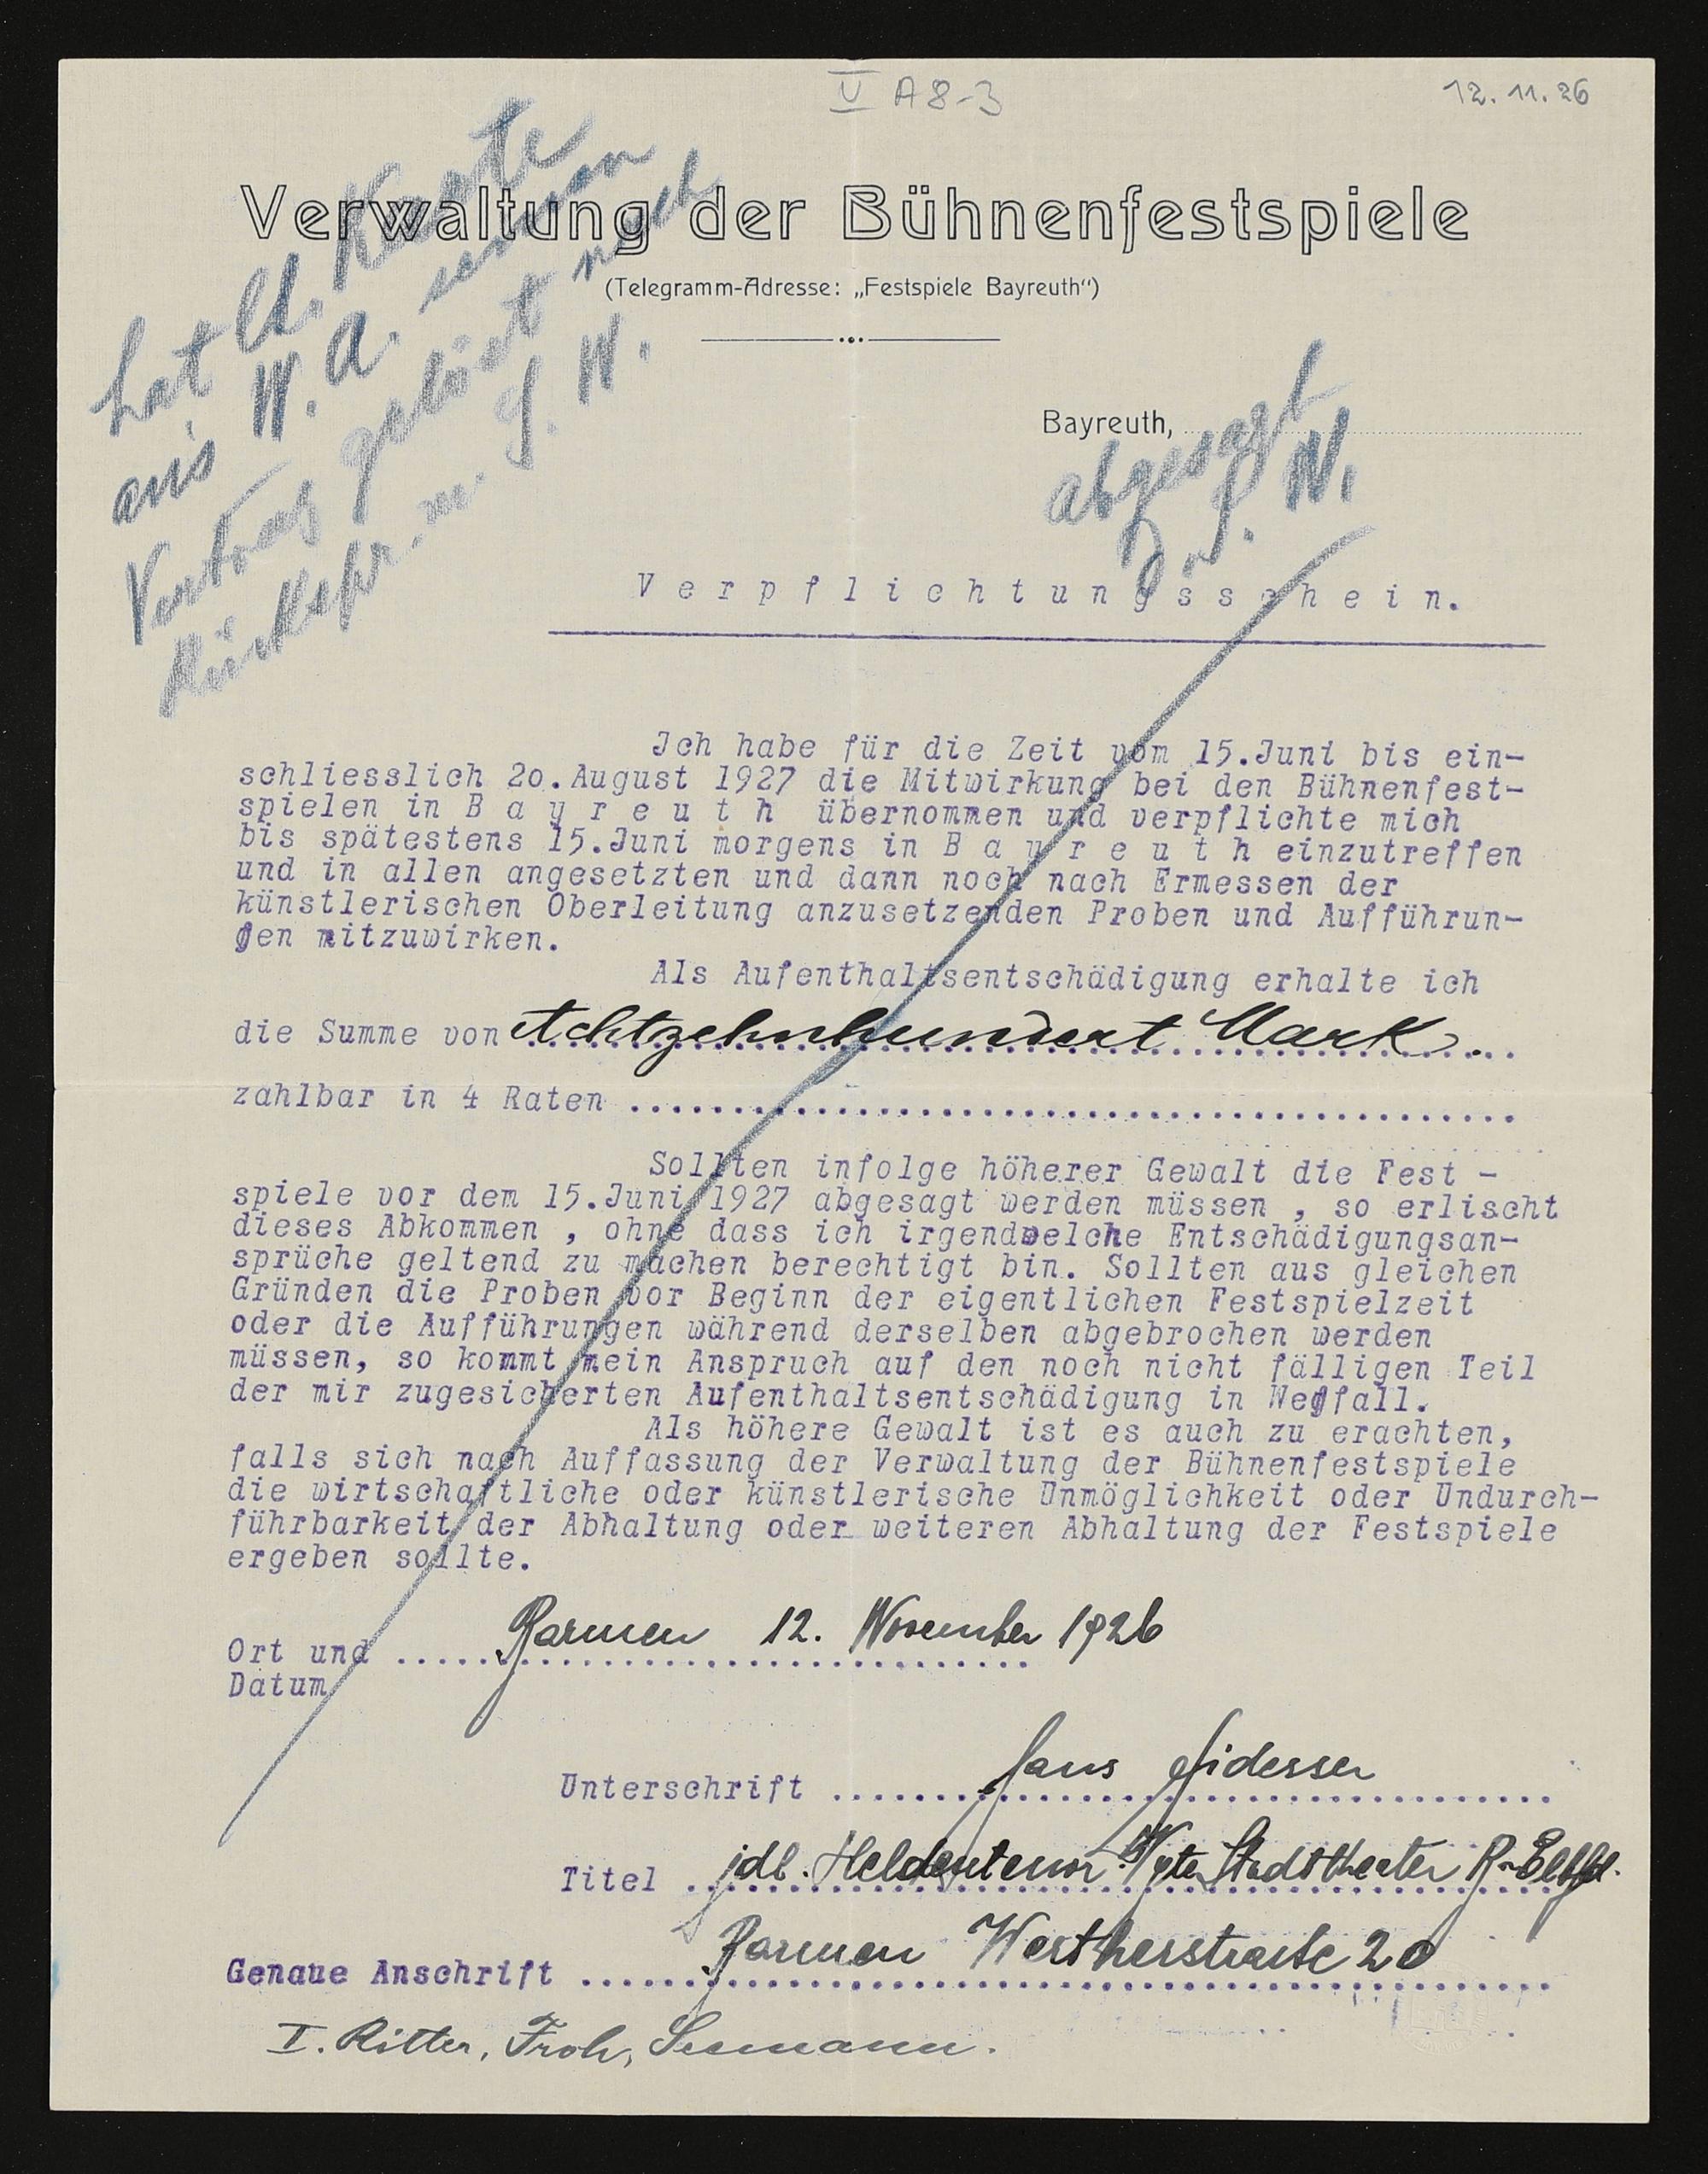 V A8-3
12.11.26
Verwaltung der Bühnenfestspiele
(Telegramm-Adresse: „Festspiele Bayreuth“)
hat lt. Karte
aus W. A. seinen
Vertrag gelöst nach
Rückspr. m. S. W.
Bayreuth,
abgesagt
S. W.
Verpflichtungsschein.
Ich habe für die Zeit vom 15.Juni bis ein-
schliesslich 20.August 1927 die Mitwirkung bei den Bühnenfest-
spielen in B a y r e u t h übernommen und verpflichte mich
bis spätestens 15.Juni morgens in B a y r e u t h einzutreffen
und in allen angesetzten und dann noch nach Ermessen der
künstlerischen Oberleitung anzusetzenden Proben und Aufführun-
gen mitzuwirken.
Als Aufenthaltsentschädigung erhalte ich
die Summe von Achtzehnhundert Mark.
zahlbar in 4 Raten
Sollten infolge höherer Gewalt die Fest -
spiele vor dem 15.Juni 1927 abgesagt werden müssen , so erlischt
dieses Abkommen , ohne dass ich irgendwelche Entschädigungsan-
sprüche geltend zu machen berechtigt bin. Sollten aus gleichen
Gründen die Proben vor Beginn der eigentlichen Festspielzeit
oder die Aufführungen während derselben abgebrochen werden
müssen, so kommt mein Anspruch auf den noch nicht fälligen Teil
der mir zugesicherten Aufenthaltsentschädigung in Wegfall.
Als höhere Gewalt ist es auch zu erachten,
falls sich nach Auffassung der Verwaltung der Bühnenfestspiele
die wirtschaftliche oder künstlerische Unmöglichkeit oder Undurch-
führbarkeit der Abhaltung oder weiteren Abhaltung der Festspiele
ergeben sollte.
Ort und Barmen 12. November 1926
Datum
Unterschrift Hans
Titel jdl. Heldentenor Stadttheater B-Elbfld.
Genaue Anschrift Barmen Wertherstraße 20
I. Ritter, Froh, Seemann.